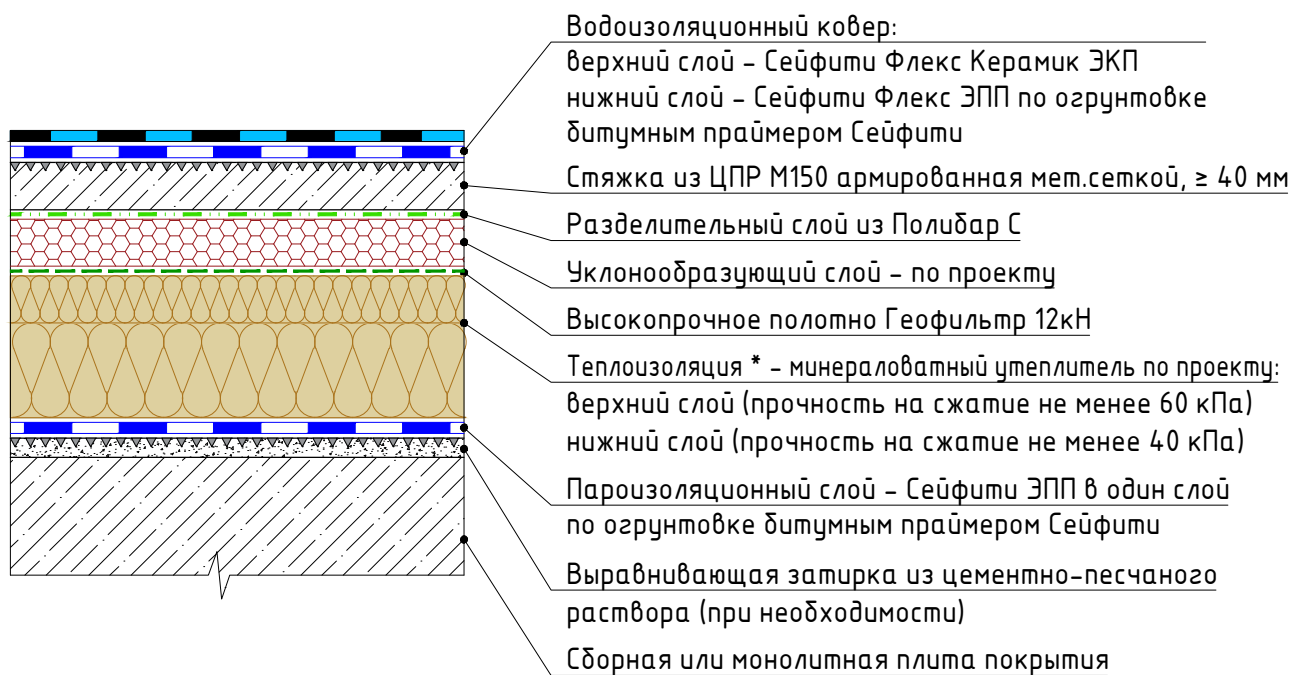 Водоизоляционный ковер:
верхний слой – Сейфити Флекс Керамик ЭКП
нижний слой – Сейфити Флекс ЭПП по огрунтовке
битумным праймером Сейфити
Стяжка из ЦПР М150 армированная мет.сеткой, ≥ 40 мм
Разделительный слой из Полибар С
Уклонообразующий слой – по проекту
Высокопрочное полотно Геофильтр 12кН
Теплоизоляция * – минераловатный утеплитель по проекту:
верхний слой (прочность на сжатие не менее 60 кПа)
нижний слой (прочность на сжатие не менее 40 кПа)
Пароизоляционный слой – Сейфити ЭПП в один слой
по огрунтовке битумным праймером Сейфити
Выравнивающая затирка из цементно-песчаного
раствора (при необходимости)
Сборная или монолитная плита покрытия